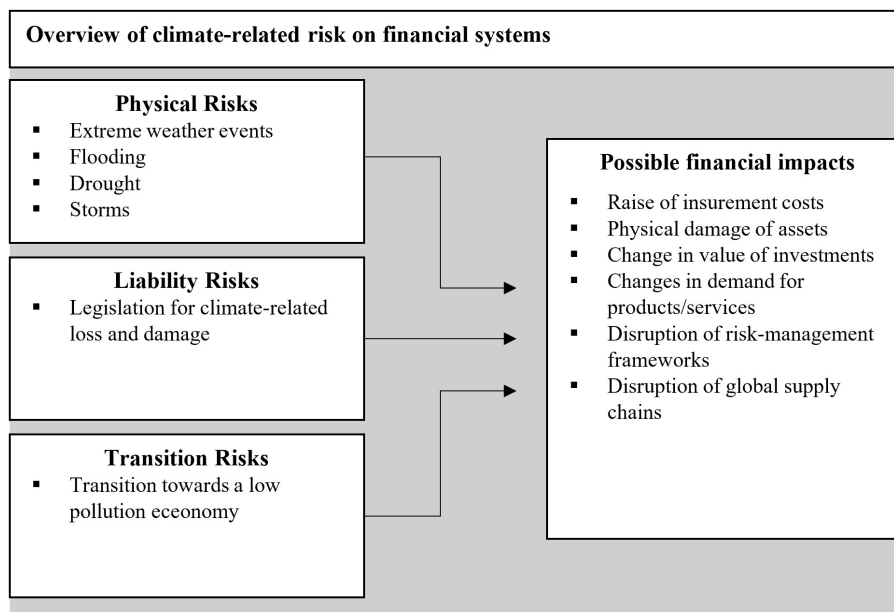 Overview of climate-related risk on financial systems
Physical Risks
▪ Extreme weather events
▪ Flooding
▪ Drought
▪ Storms
Liability Risks
▪ Legislation for climate-related
loss and damage
Transition Risks
▪ Transition towards a low
pollution eceonomy
Possible financial impacts
▪ Raise of insurement costs
▪ Physical damage of assets
▪ Change in value of investments
▪ Changes in demand for
products/services
▪ Disruption of risk-management
frameworks
▪ Disruption of global supply
chains